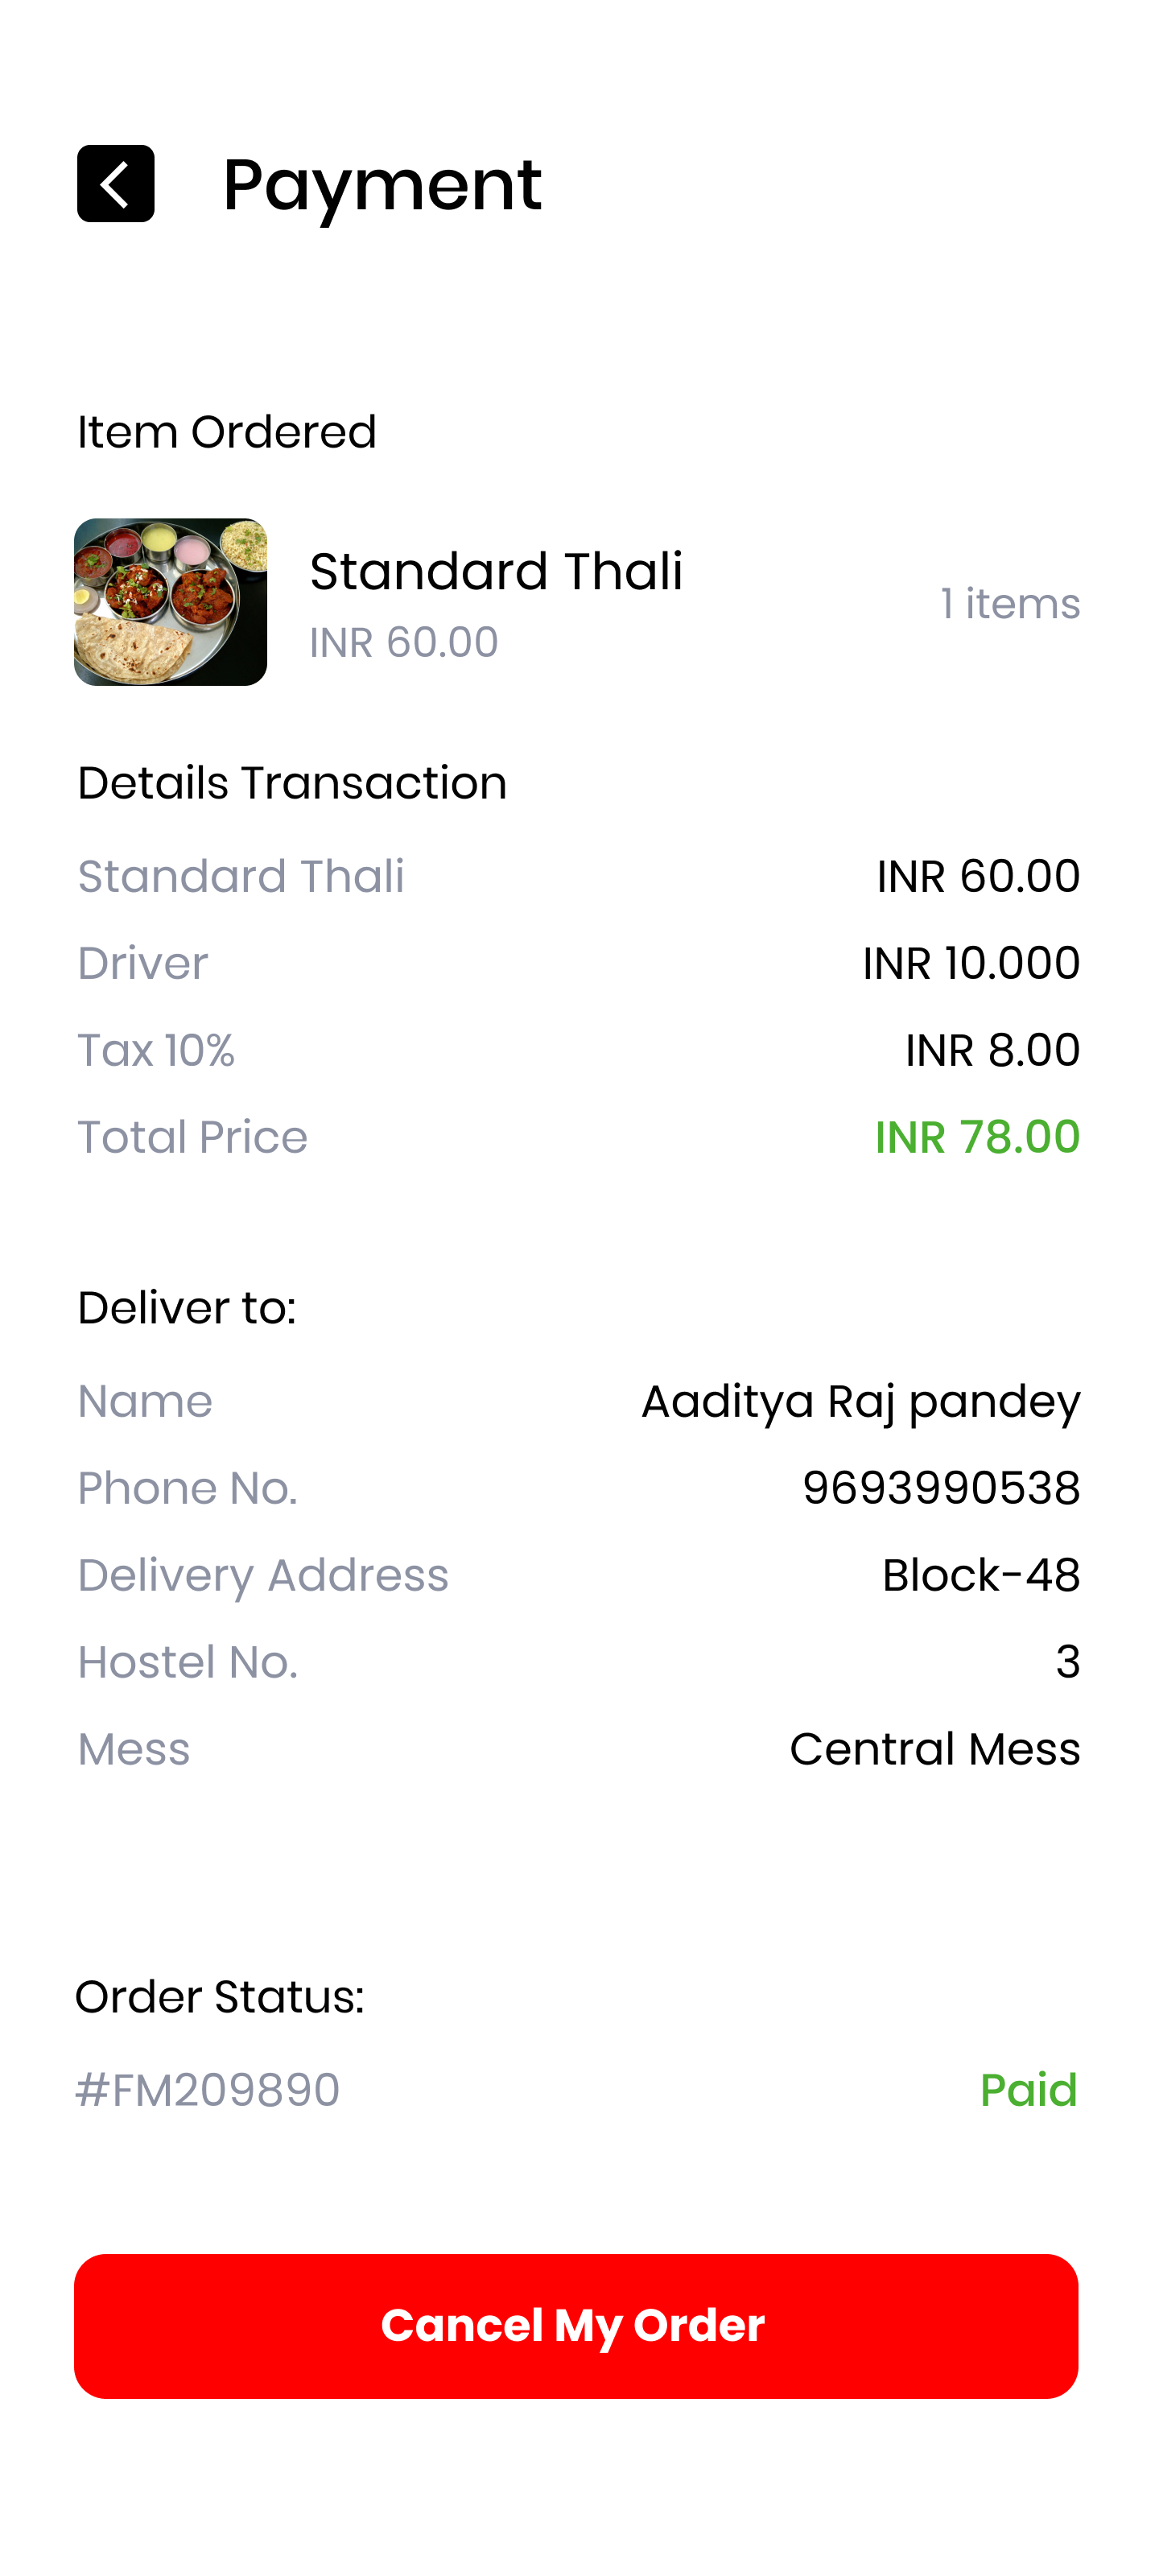 Payment
Item Ordered
Standard Thali
INR 60.00
1 items
Details Transaction
Standard Thali INR 60.00
Driver INR 10.000
Tax 10% INR 8.00
Total Price INR 78.00
Deliver to:
Name Aaditya Raj pandey
Phone No. 9693990538
Delivery Address Block-48
Hostel No. 3
Mess Central Mess
Order Status:
#FM209890 Paid
Cancel My Order